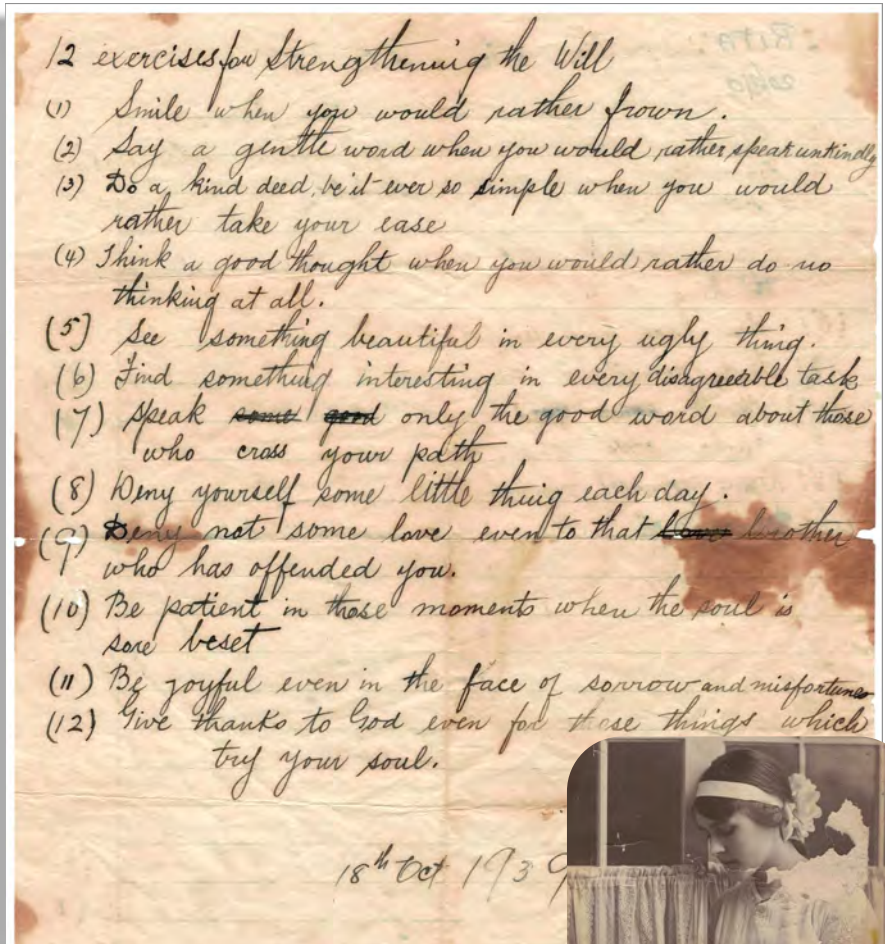 12 exercises for Strengthening the Will
(1) Smile when you would rather frown.
(2) Say a gentle word when you would rather speak unkindly
(3) Do a kind deed, be it ever so simple when you would
rather take your ease
(4) Think a good thought when you would rather do no
thinking at all.
(5) See something beautiful in every ugly thing.
(6) Find something interesting in every disagreeable task
(7) Speak some good only the good word about those
who cross your path
(8) Deny yourself some little thing each day.
(9) Deny not some love even to that brother
who has offended you.
(10) Be patient in those moments when the soul is
sore beset
(11) Be joyful even in the face of sorrow and misfortunes
(12) Give thanks to God even for those things which
try your soul.
18th Oct 1939